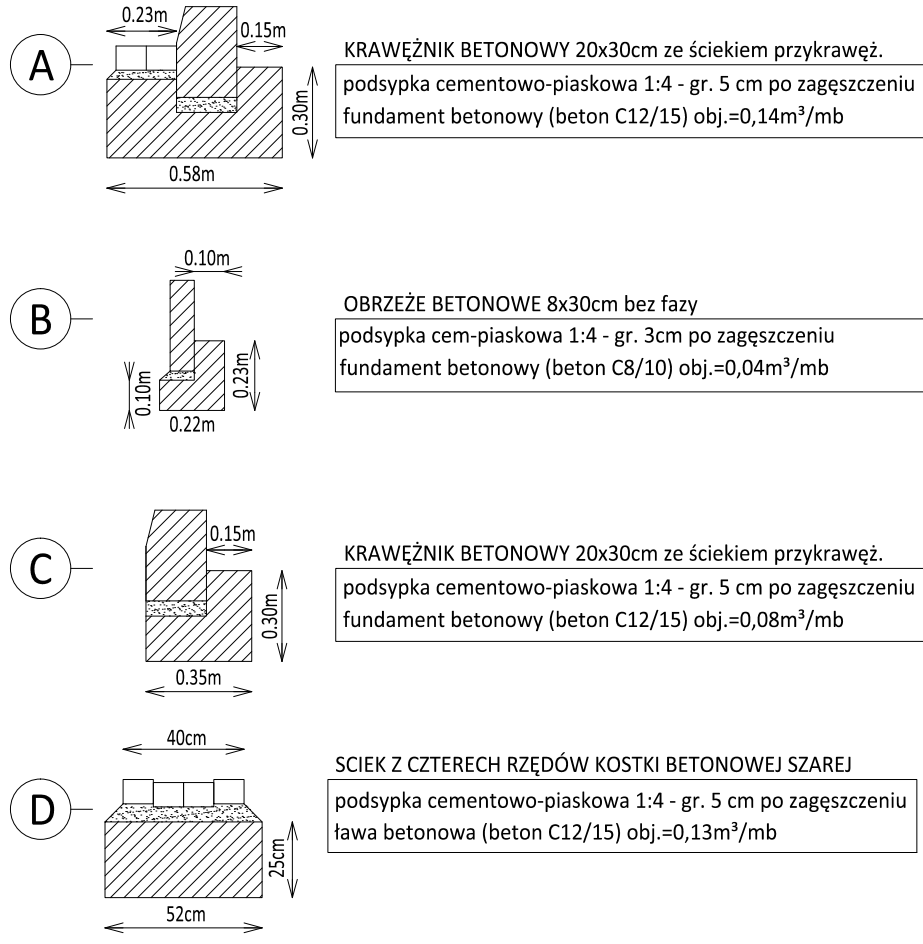 0.23m
0.15m
A
0.30m
0.58m
KRAWĘŻNIK BETONOWY 20x30cm ze ściekiem przykrawęż.
podsypka cementowo-piaskowa 1:4 - gr. 5 cm po zagęszczeniu
fundament betonowy (beton C12/15) obj.=0,14m³/mb
0.10m
B
0.10m
0.23m
0.22m
OBRZEŻE BETONOWE 8x30cm bez fazy
podsypka cem-piaskowa 1:4 - gr. 3cm po zagęszczeniu
fundament betonowy (beton C8/10) obj.=0,04m³/mb
C
0.15m
0.30m
0.35m
KRAWĘŻNIK BETONOWY 20x30cm ze ściekiem przykrawęż.
podsypka cementowo-piaskowa 1:4 - gr. 5 cm po zagęszczeniu
fundament betonowy (beton C12/15) obj.=0,08m³/mb
40cm
D
25cm
52cm
SCIEK Z CZTERECH RZĘDÓW KOSTKI BETONOWEJ SZAREJ
podsypka cementowo-piaskowa 1:4 - gr. 5 cm po zagęszczeniu
ława betonowa (beton C12/15) obj.=0,13m³/mb